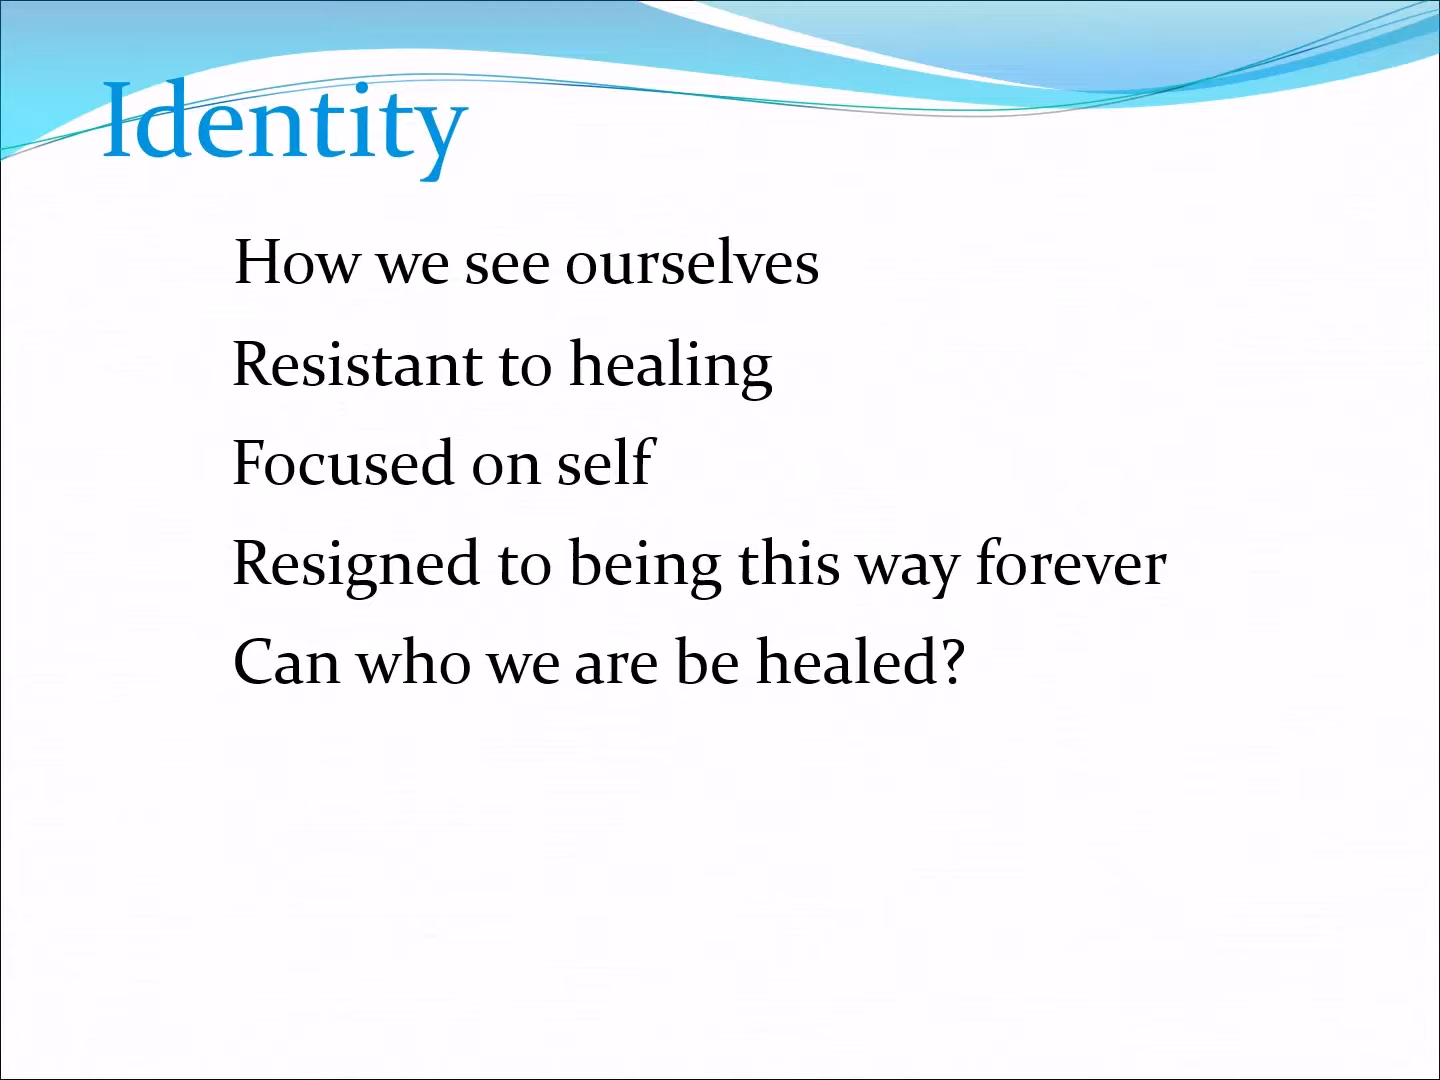 Identity
How we see ourselves
Resistant to healing
Focused on self
Resigned to being this way forever
Can who we are be healed?